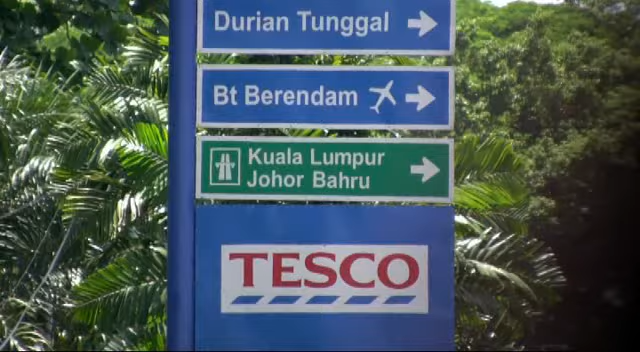 Durian Tunggal
Bt Berendam
Kuala Lumpur
Johor Bahru
TESCO